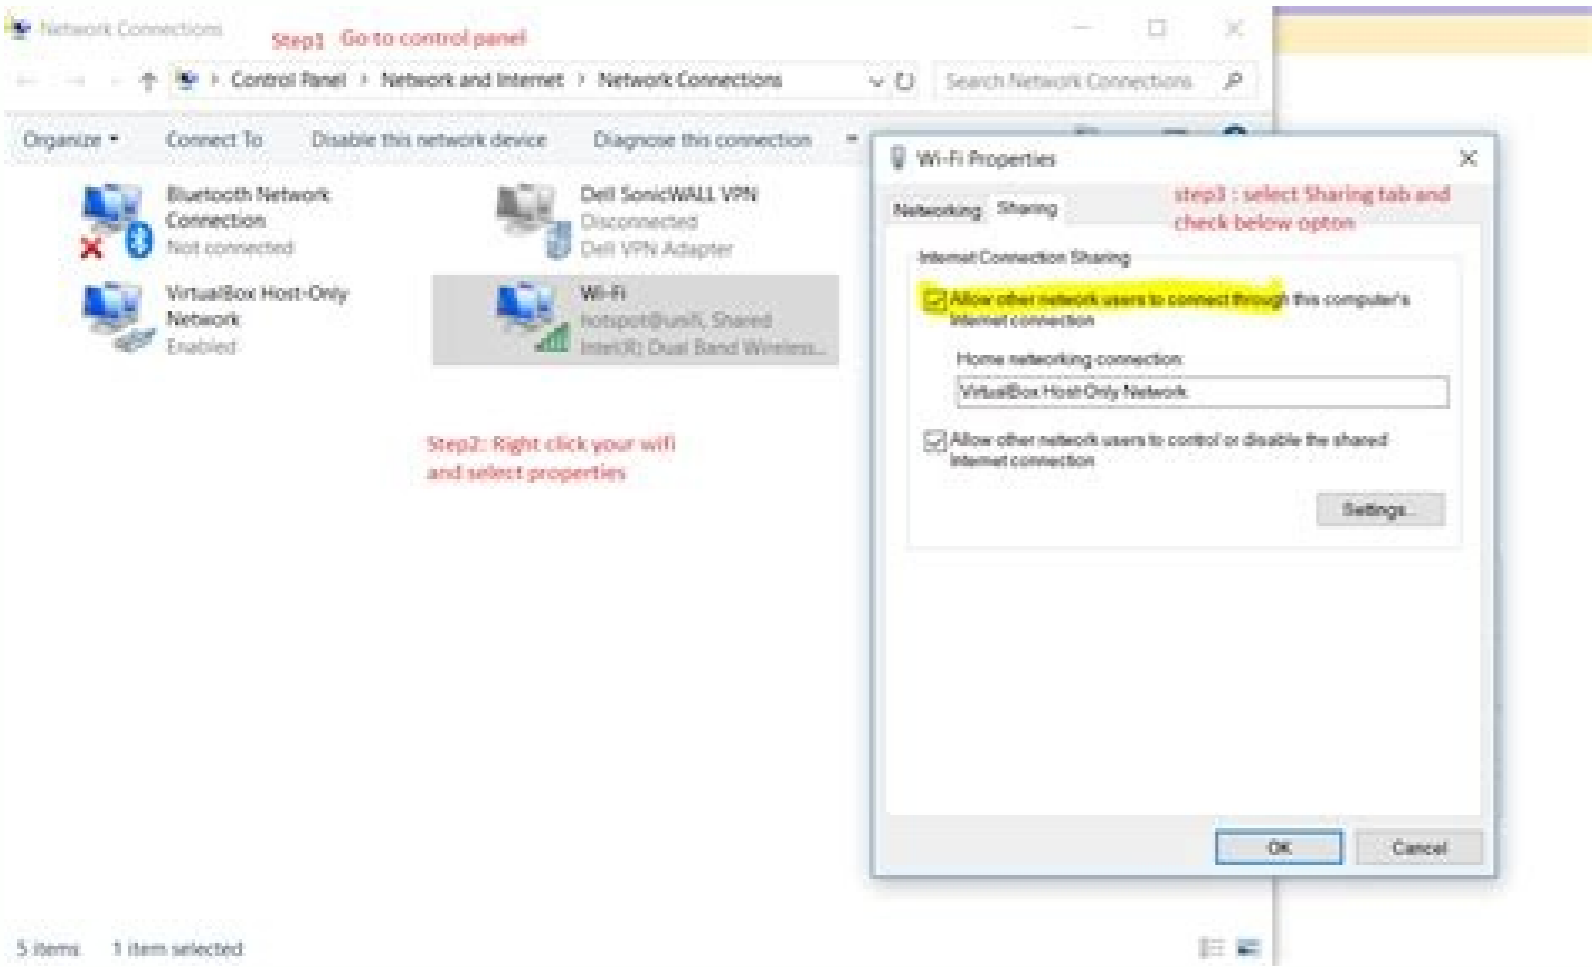 Network Connections
Step1 Go to control panel
Control Panel > Network and Internet > Network Connections
Search Network Connections
Organize
Connect To
Disable this network device
Diagnose this connection
Bluetooth Network
Connection
Not connected
Dell SonicWALL VPN
Disconnected
Dell VPN Adapter
VirtualBox Host-Only
Network
Enabled
Wi-Fi
hotspot@unifi, Shared
Intel(R) Dual Band Wireless...
Step2: Right click your wifi
and select properties
Wi-Fi Properties
Networking
Sharing
step3 : select Sharing tab and
check below opton
Internet Connection Sharing
Allow other network users to connect through this computer's
Internet connection
Home networking connection:
VirtualBox Host-Only Network
Allow other network users to control or disable the shared
Internet connection
Settings...
OK
Cancel
5 items
1 item selected